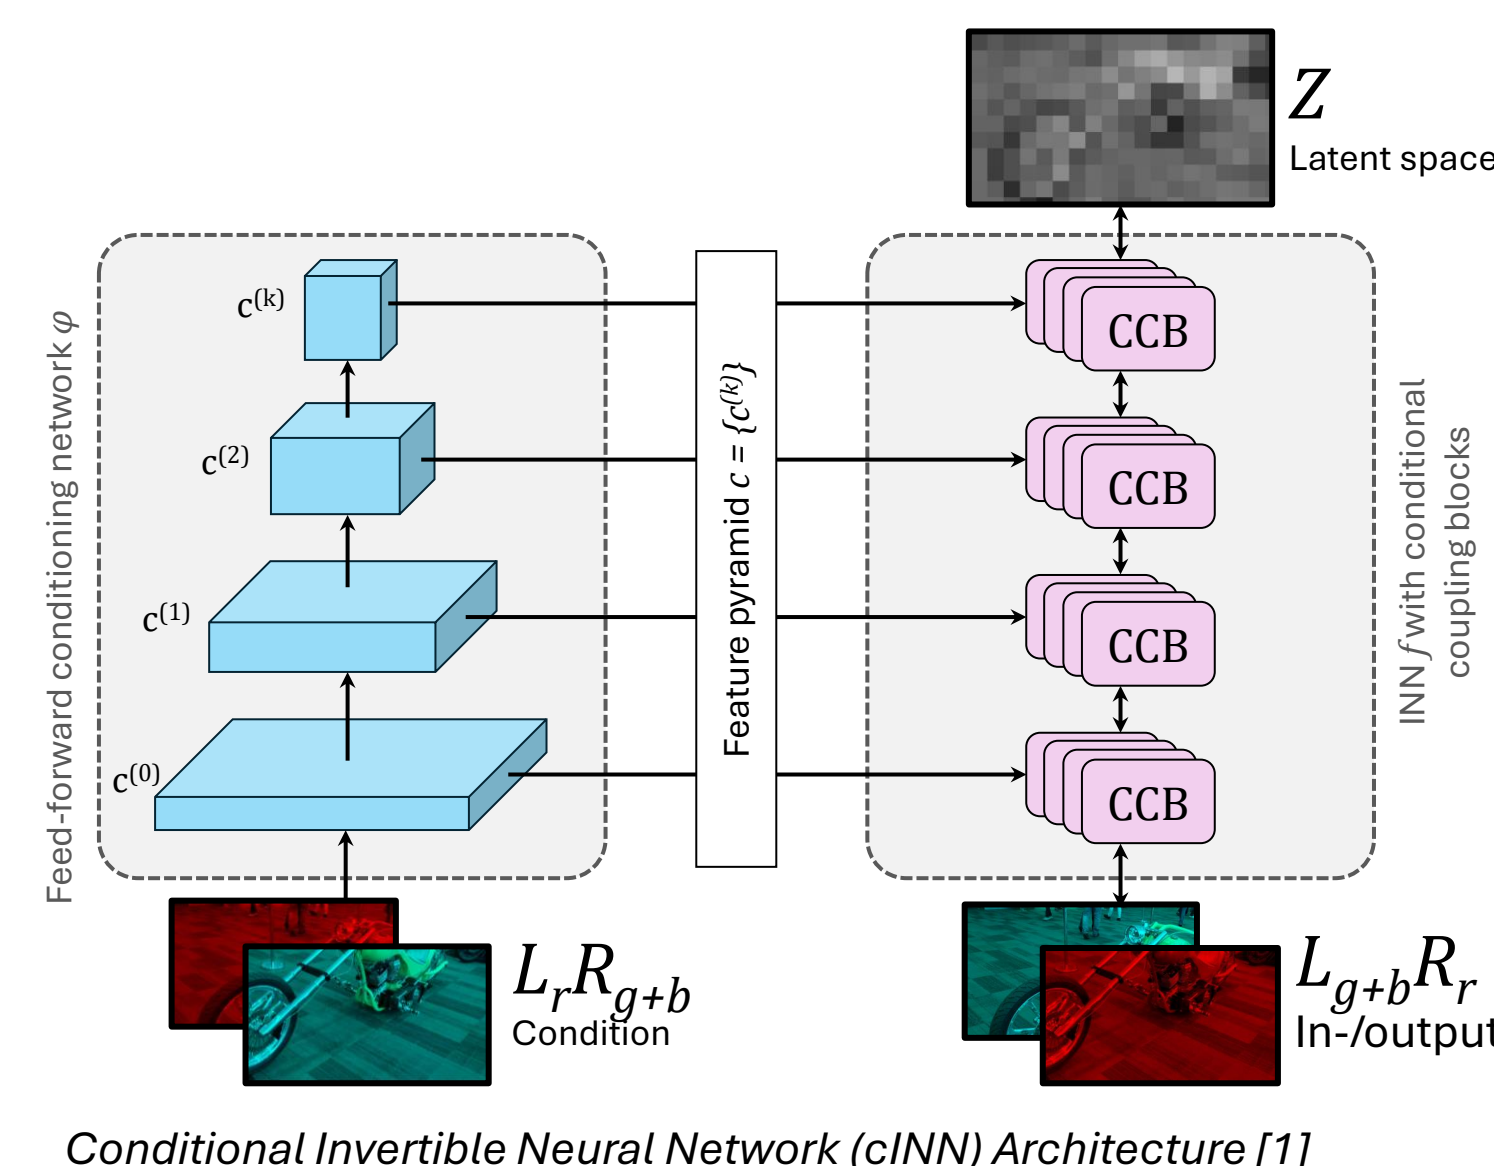 Z
Latent space
Feed-forward conditioning network φ
c(k)
c(2)
c(1)
c(0)
Feature pyramid c = {c(k)}
CCB
CCB
CCB
CCB
INN f with conditional
coupling blocks
LrRg+b
Condition
Lg+bRr
In-/output
Conditional Invertible Neural Network (cINN) Architecture [1]